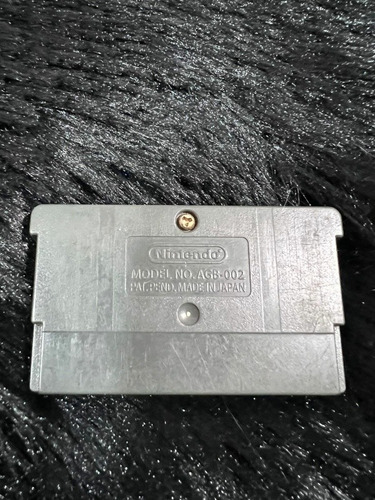 Nintendo
MODEL NO. AGB-002
PAT. PEND. MADE IN JAPAN